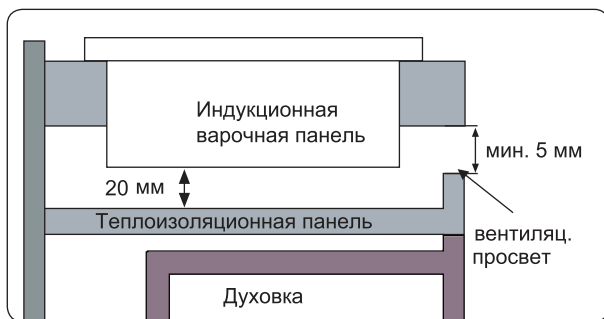 Индукционная
варочная панель
мин. 5 мм
20 мм
Теплоизоляционная панель
вентиляц.
просвет
Духовка